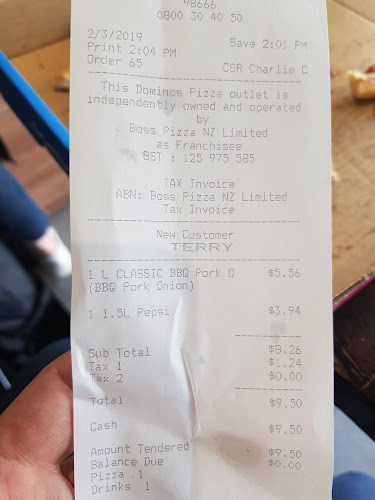 98666
0800 30 40 50
2/3/2019
Print 2:04 PM Save 2:01 PM
Order 65 CSR Charlie C
This Dominos Pizza outlet is
independently owned and operated
by
Boss Pizza NZ Limited
as Franchisee
GST : 125 975 585
TAX Invoice
ABN: Boss Pizza NZ Limited
Tax Invoice
New Customer
TERRY
1 L CLASSIC BBQ Pork O $5.56
(BBQ Pork Onion)
1 1.5L Pepsi $3.94
Sub Total $8.26
Tax 1 $1.24
Tax 2 $0.00
Total $9.50
Cash $9.50
Amount Tendered $9.50
Balance Due $0.00
Pizza 1
Drinks 1